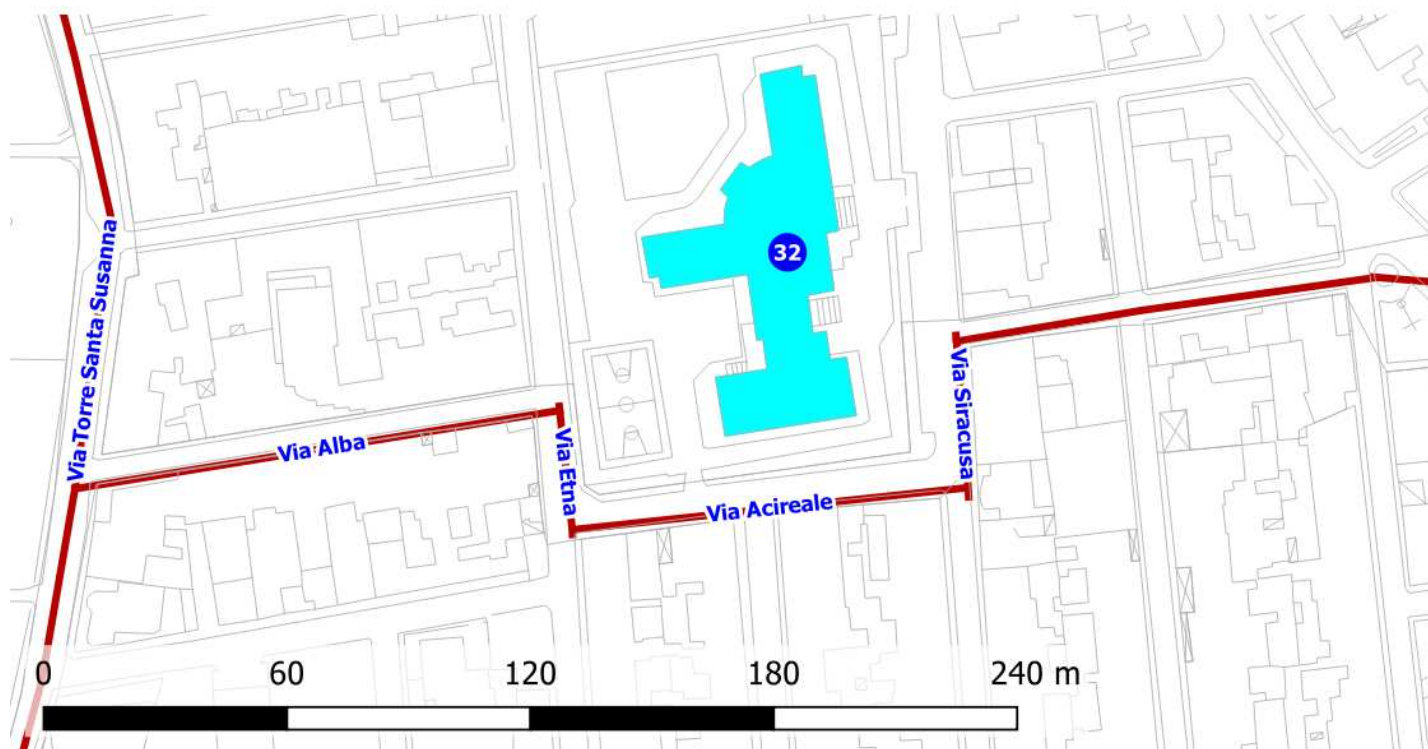 32
Via Torre Santa Susanna
Via Siracusa
Via Alba
Via Etna
Via Acireale
0 60 120 180 240 m